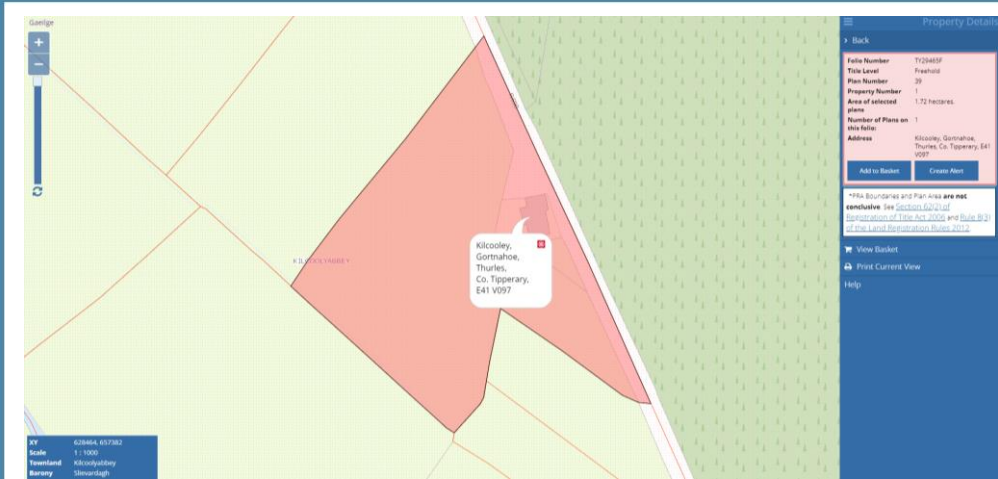 Gaeilge
+
−
KILCOOLYABBEY
Kilcooley,
Gortnahoe,
Thurles,
Co. Tipperary,
E41 V097
XY 628464, 657382
Scale 1 : 1000
Townland Kilcoolyabbey
Barony Slievardagh
Property Details
› Back
Folio Number TY29465F
Title Level Freehold
Plan Number 39
Property Number 1
Area of selected 1.72 hectares.
plans
Number of Plans on 1
this folio:
Address Kilcooley, Gortnahoe,
Thurles, Co. Tipperary, E41
V097
Add to Basket Create Alert
*PRA Boundaries and Plan Area are not
conclusive. See Section 62(2) of
Registration of Title Act 2006 and Rule 8(3)
of the Land Registration Rules 2012
View Basket
Print Current View
Help